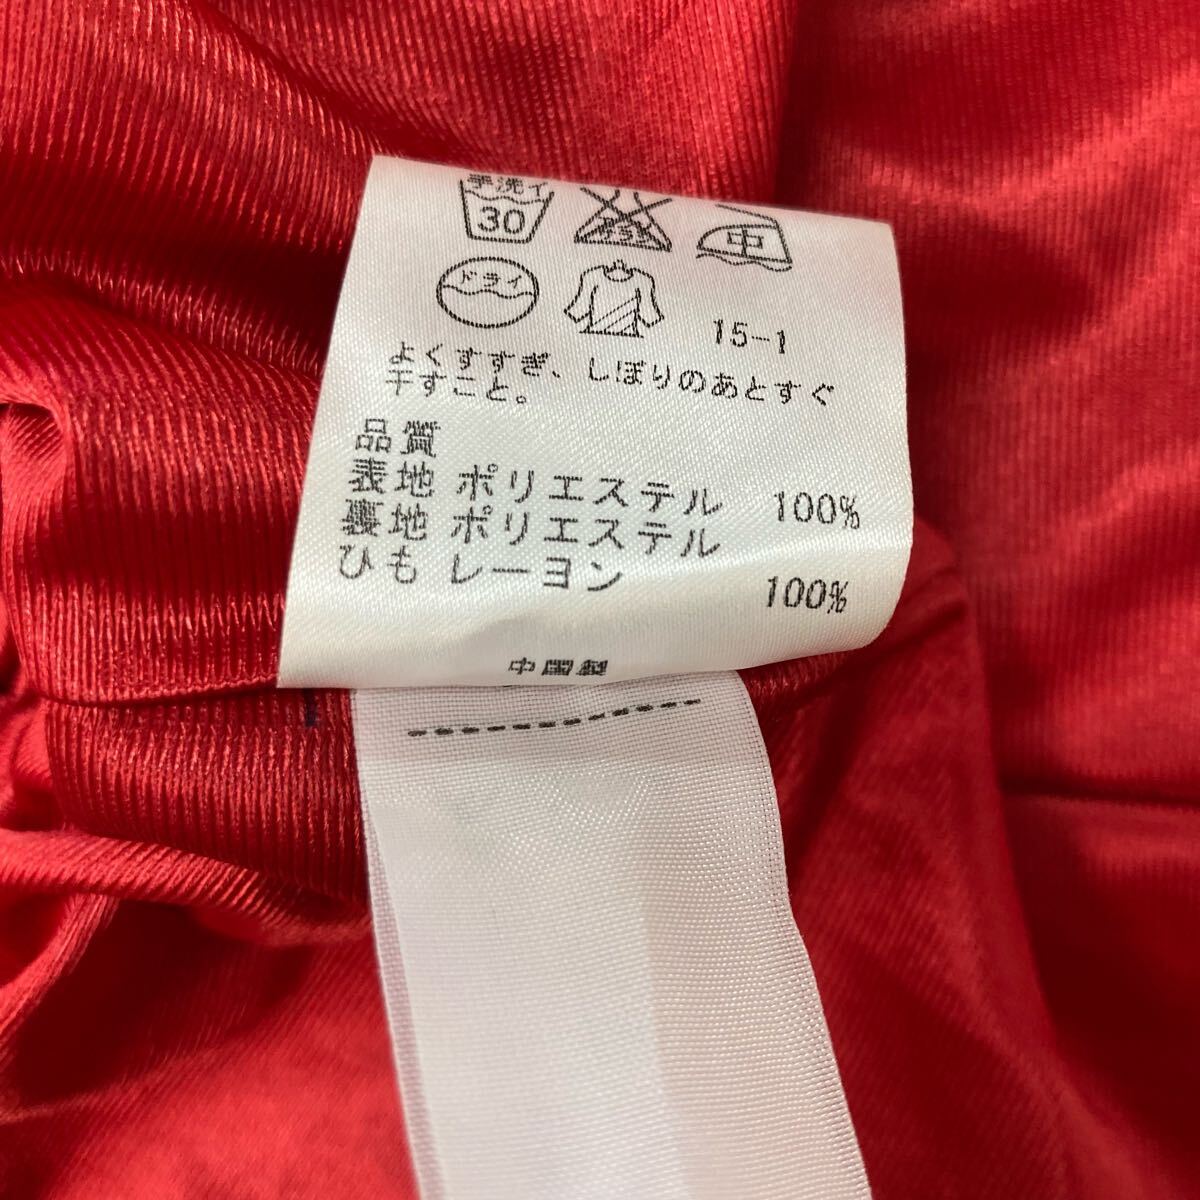 手洗イ
30
中
ドライ
15-1
よくすすぎ、しぼりのあとすぐ
干すこと。
品質
表地 ポリエステル 100%
裏地 ポリエステル
ひも レーヨン 100%
中国製